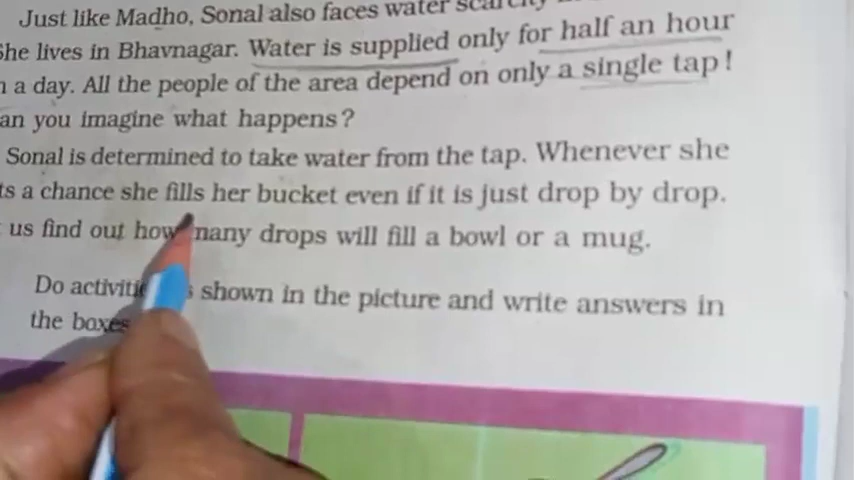 Just like Madho, Sonal also faces water scarcity
She lives in Bhavnagar. Water is supplied only for half an hour
a day. All the people of the area depend on only a single tap!
an you imagine what happens?
Sonal is determined to take water from the tap. Whenever she
ts a chance she fills her bucket even if it is just drop by drop.
us find out how many drops will fill a bowl or a mug.
Do activities shown in the picture and write answers in
the boxes